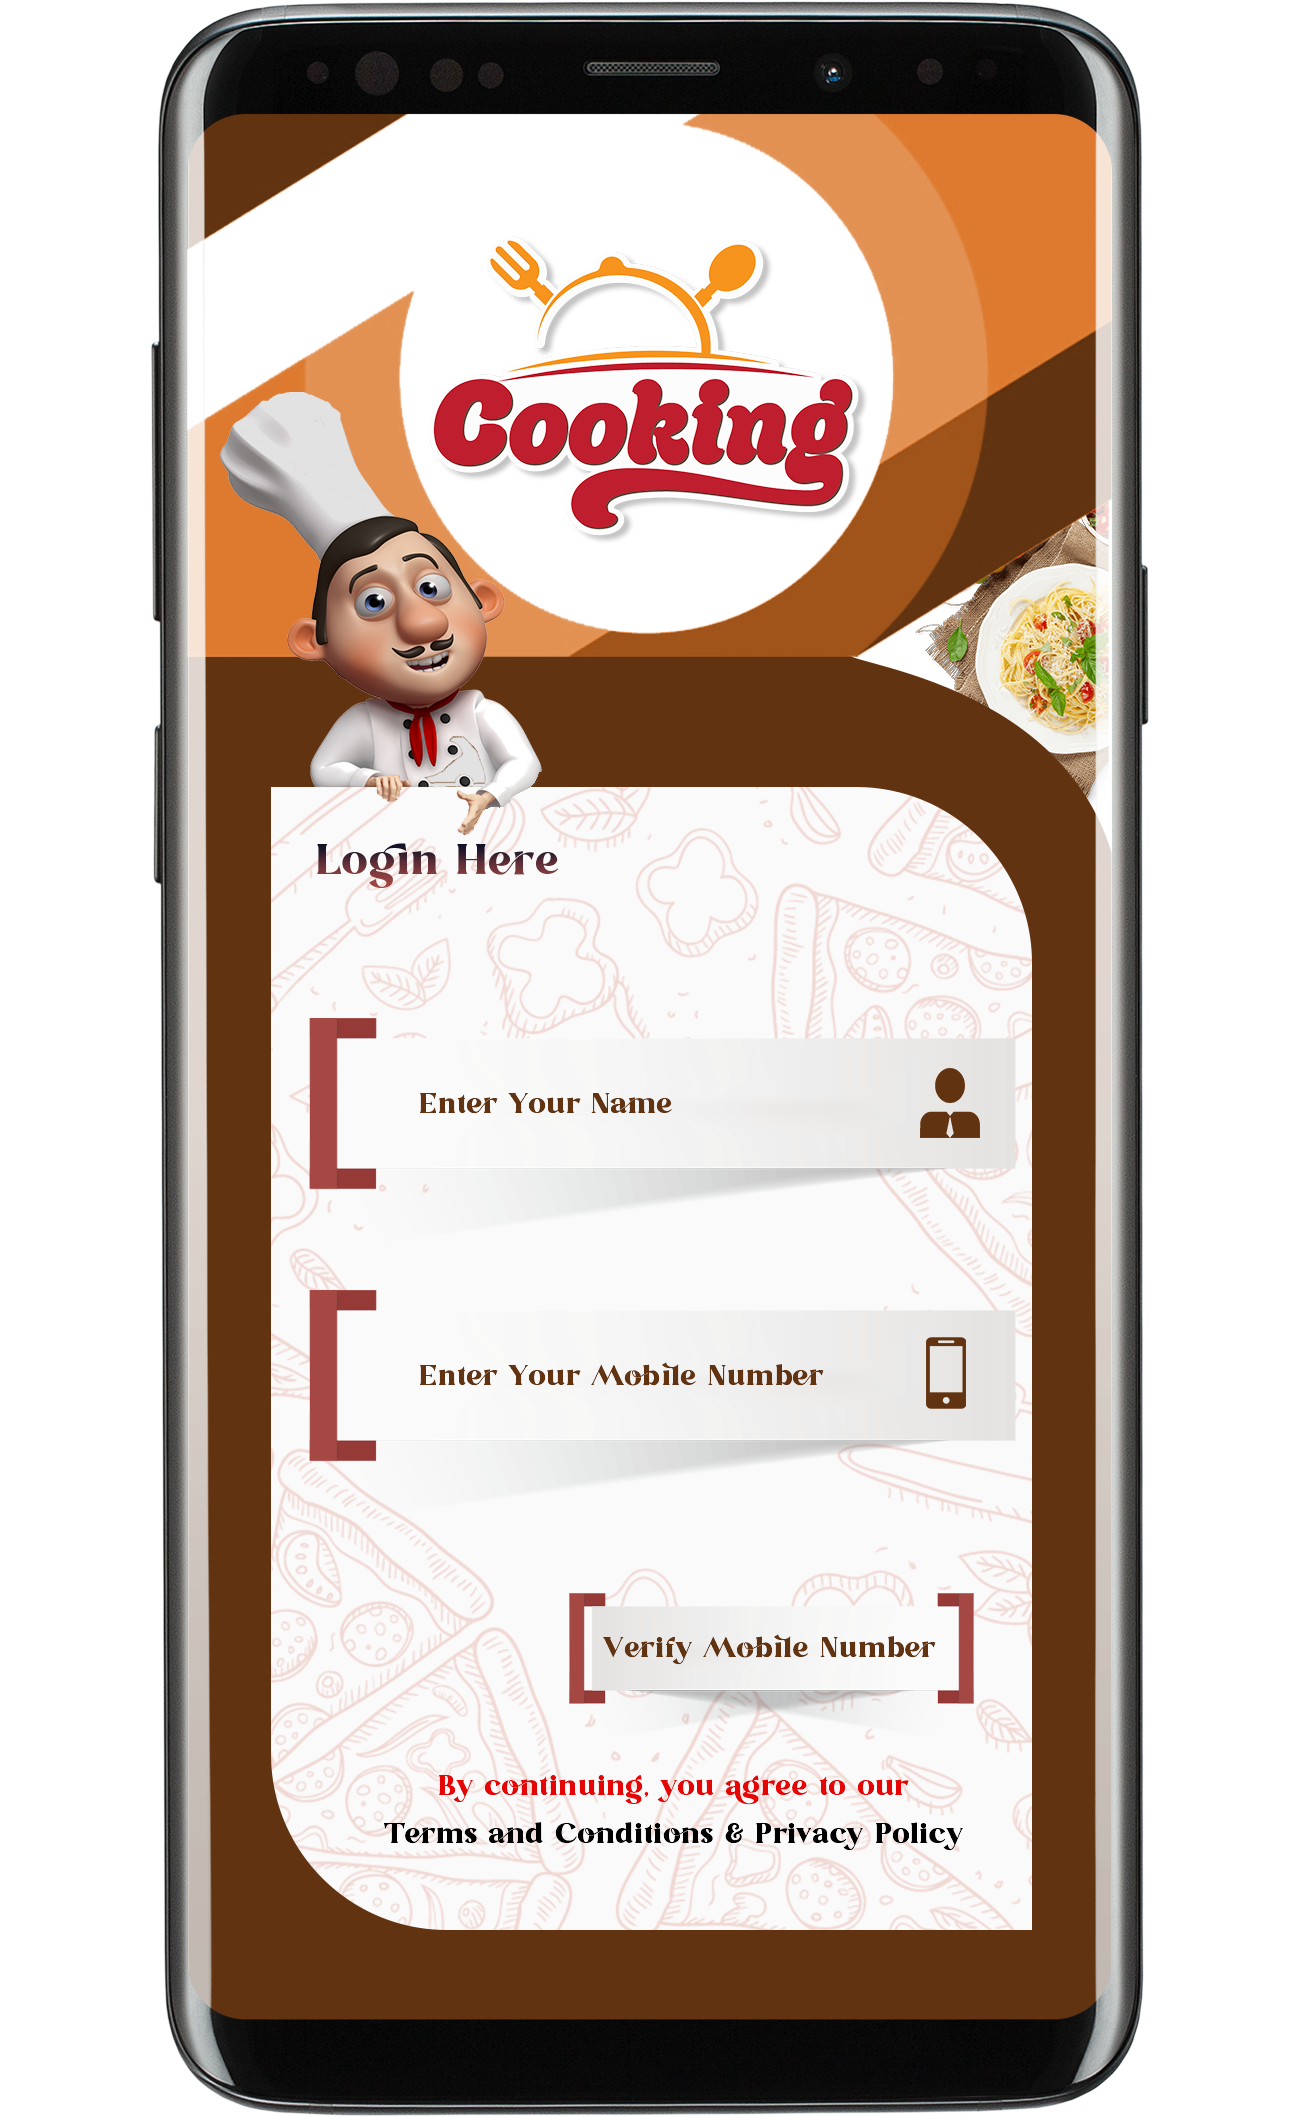 Cooking
Login Here
Enter Your Name
Enter Your Mobile Number
Verify Mobile Number
By continuing, you agree to our
Terms and Conditions & Privacy Policy